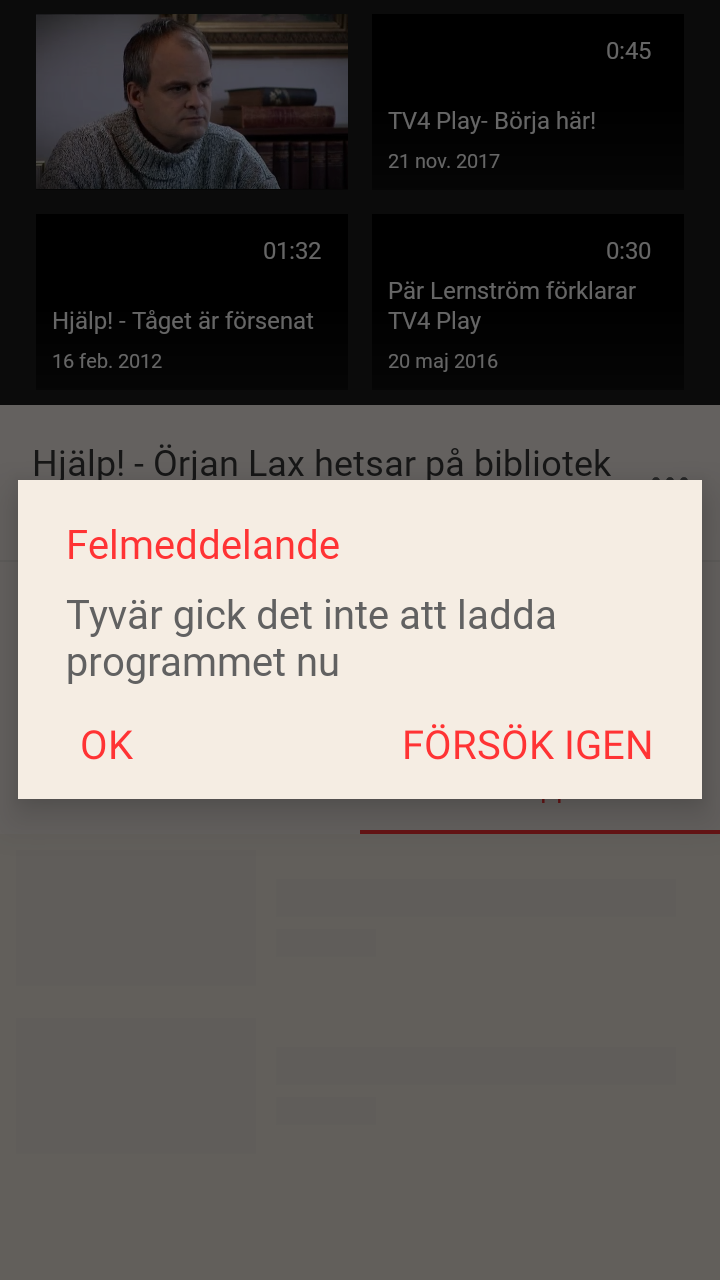 0:45
TV4 Play- Börja här!
21 nov. 2017
01:32
Hjälp! - Tåget är försenat
16 feb. 2012
0:30
Pär Lernström förklarar
TV4 Play
20 maj 2016
Hjälp! - Örjan Lax hetsar på bibliotek
Felmeddelande
Tyvär gick det inte att ladda
programmet nu
OK
FÖRSÖK IGEN